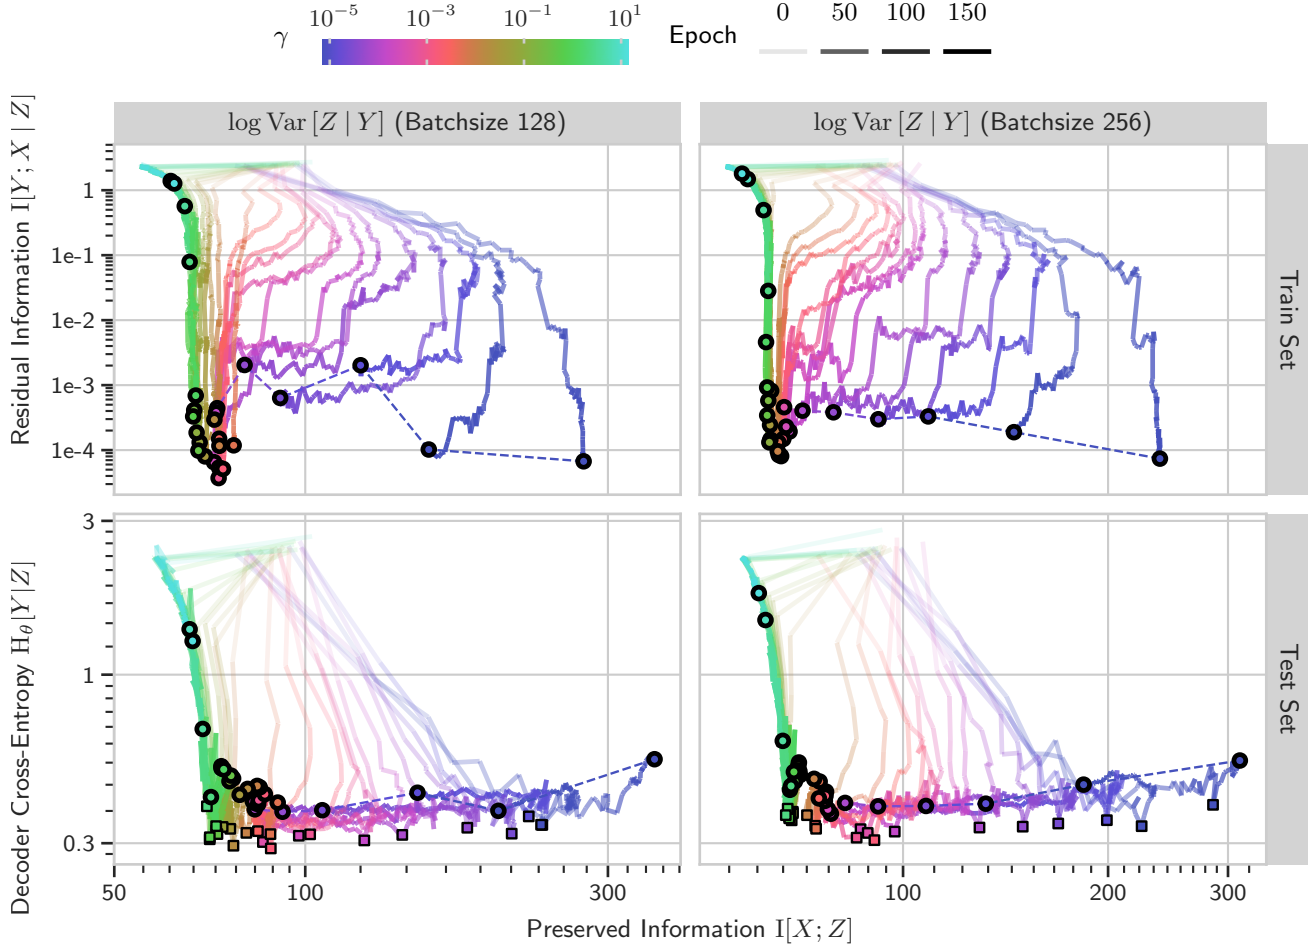 γ
10⁻⁵ 10⁻³ 10⁻¹ 10¹
Epoch
0 50 100 150
log Var [Z | Y] (Batchsize 128)
log Var [Z | Y] (Batchsize 256)
Residual Information I[Y; X | Z]
1
1e-1
1e-2
1e-3
1e-4
Train Set
Decoder Cross-Entropy H_θ[Y|Z]
3
1
0.3
Test Set
50 100 300
100 200 300
Preserved Information I[X; Z]